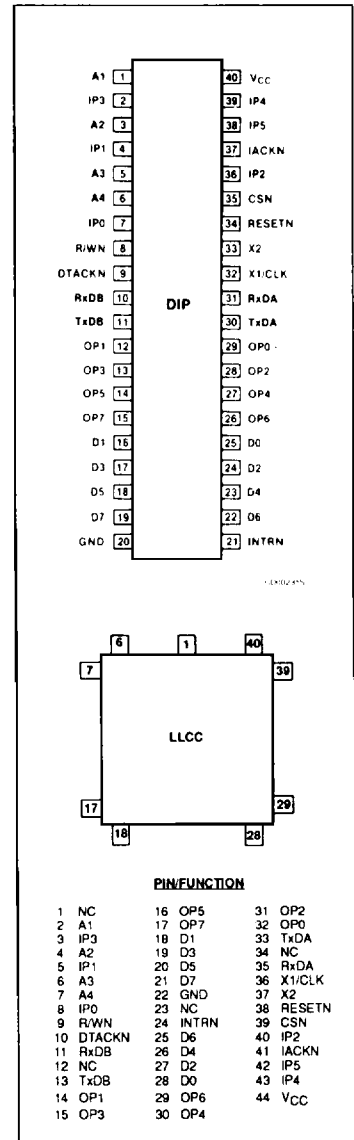 A1 1 40 VCC
IP3 2 39 IP4
A2 3 38 IP5
IP1 4 37 IACKN
A3 5 36 IP2
A4 6 35 CSN
IP0 7 34 RESETN
R/WN 8 33 X2
DTACKN 9 32 X1/CLK
RxDB 10 DIP 31 RxDA
TxDB 11 30 TxDA
OP1 12 29 OP0
OP3 13 28 OP2
OP5 14 27 OP4
OP7 15 26 OP6
D1 16 25 D0
D3 17 24 D2
D5 18 23 D4
D7 19 22 D6
GND 20 21 INTRN
6 1 40
7 39
LLCC
17 29
18 28
PIN/FUNCTION
1 NC 16 OP5 31 OP2
2 A1 17 OP7 32 OP0
3 IP3 18 D1 33 TxDA
4 A2 19 D3 34 NC
5 IP1 20 D5 35 RxDA
6 A3 21 D7 36 X1/CLK
7 A4 22 GND 37 X2
8 IP0 23 NC 38 RESETN
9 R/WN 24 INTRN 39 CSN
10 DTACKN 25 D6 40 IP2
11 RxDB 26 D4 41 IACKN
12 NC 27 D2 42 IP5
13 TxDB 28 D0 43 IP4
14 OP1 29 OP6 44 VCC
15 OP3 30 OP4